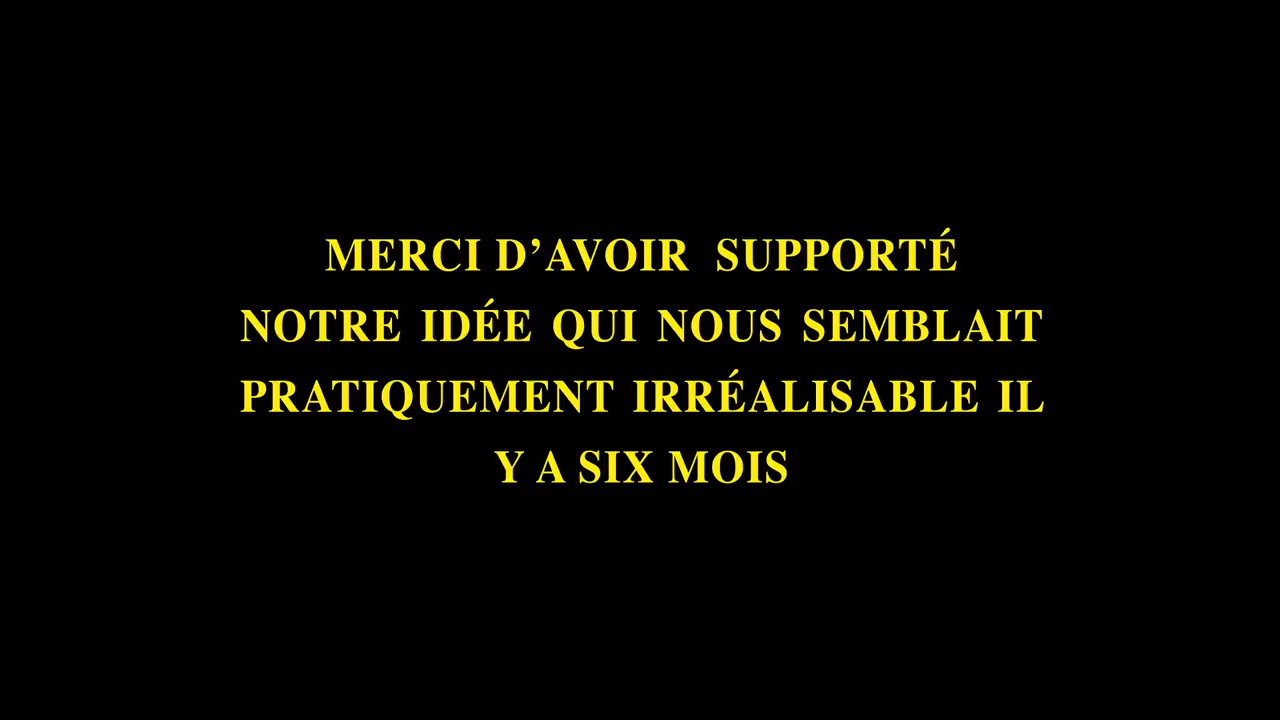 MERCI D’AVOIR  SUPPORTÉ
NOTRE IDÉE QUI NOUS SEMBLAIT
PRATIQUEMENT IRRÉALISABLE IL
Y A SIX MOIS